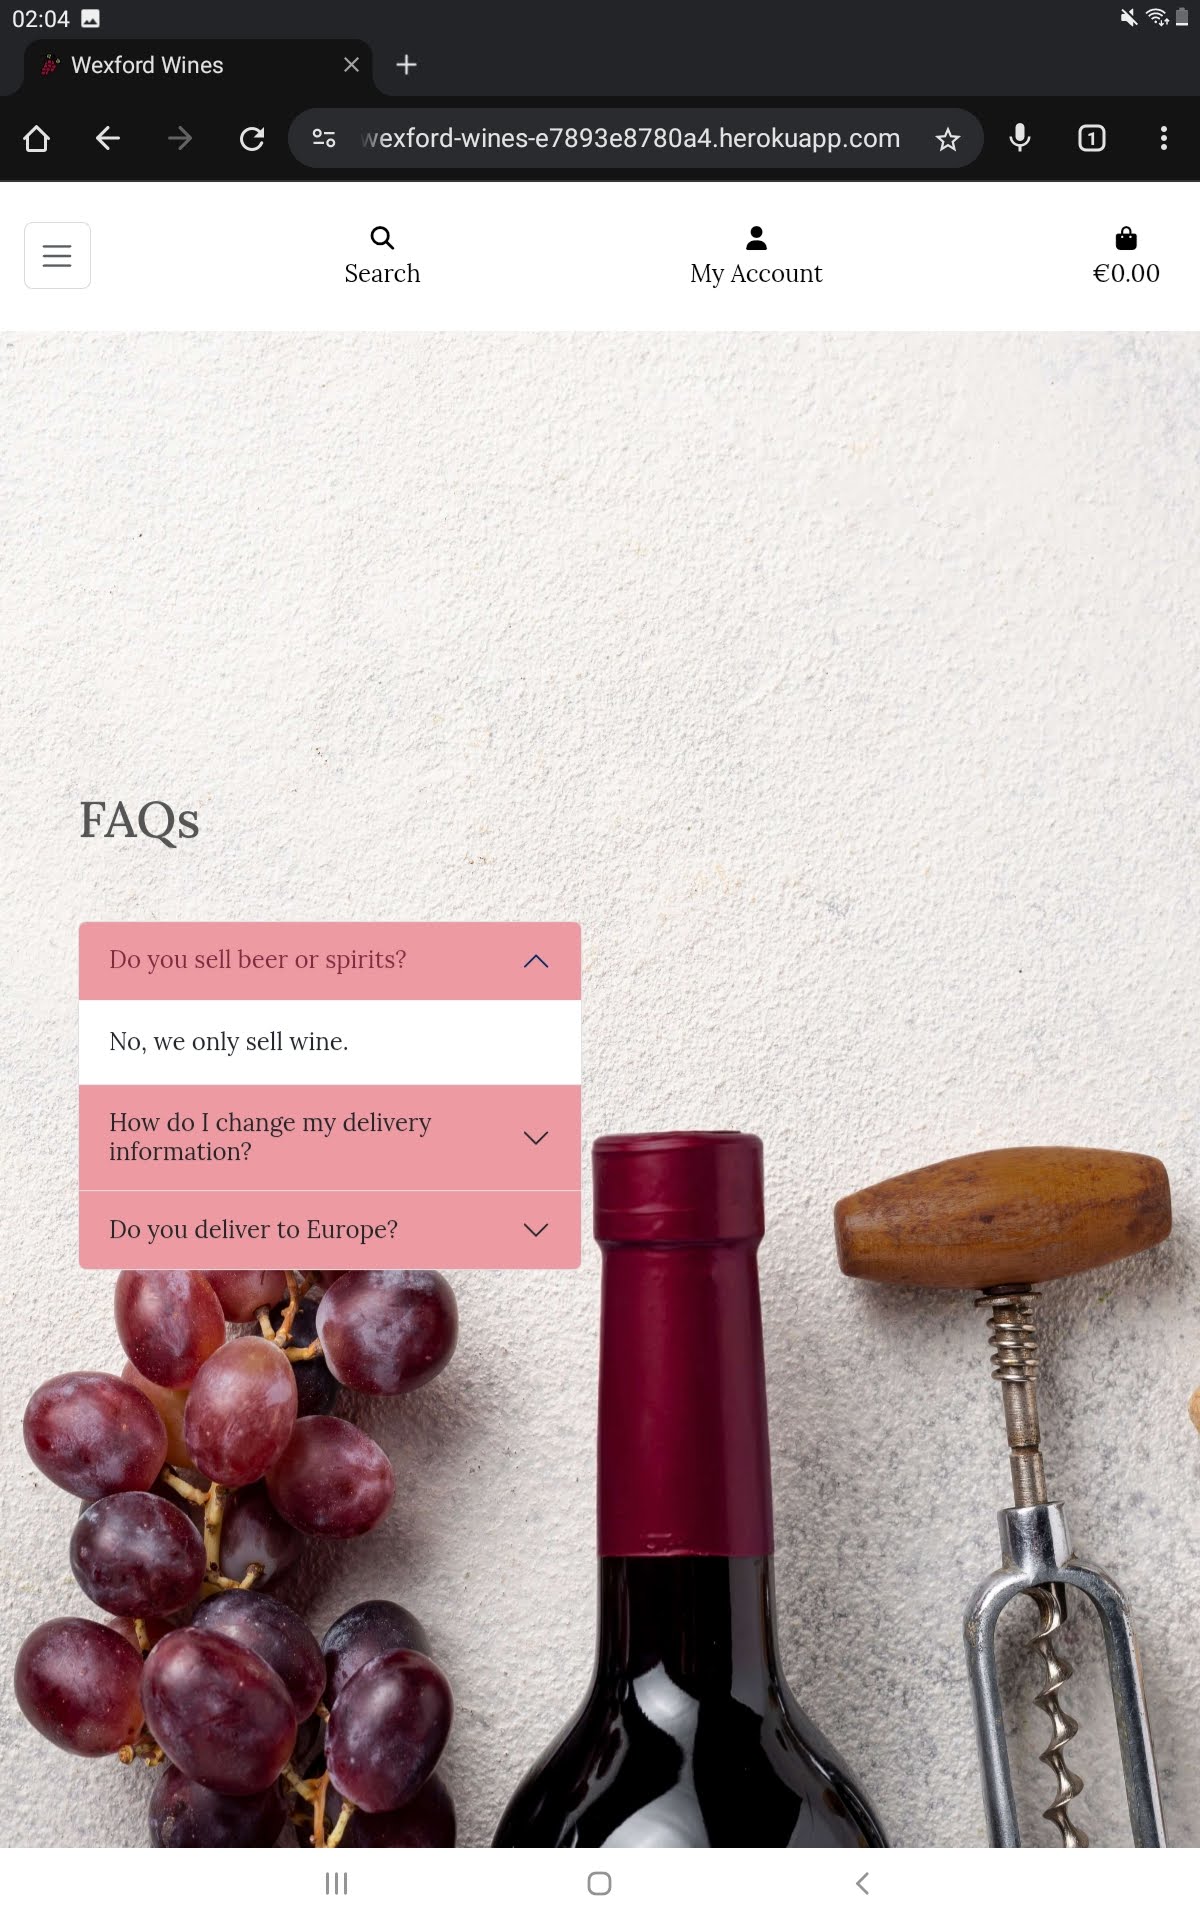 02:04
Wexford Wines
wexford-wines-e7893e8780a4.herokuapp.com
1
Search
My Account
€0.00
FAQs
Do you sell beer or spirits?
No, we only sell wine.
How do I change my delivery
information?
Do you deliver to Europe?